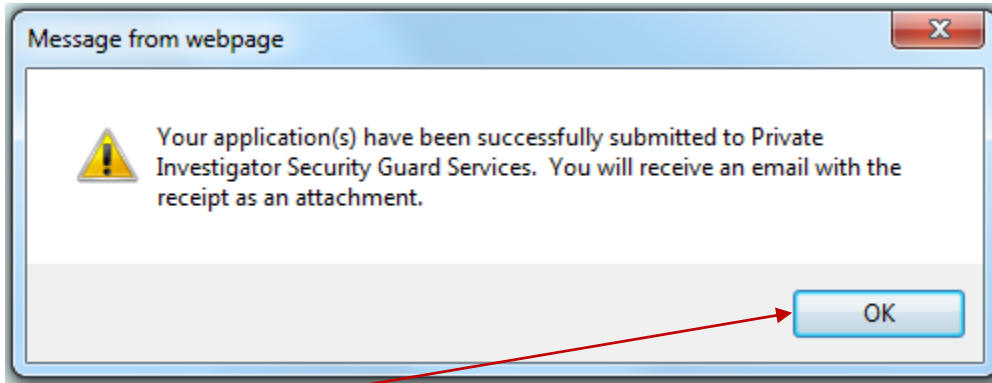 Message from webpage
Your application(s) have been successfully submitted to Private
Investigator Security Guard Services.  You will receive an email with the
receipt as an attachment.
OK